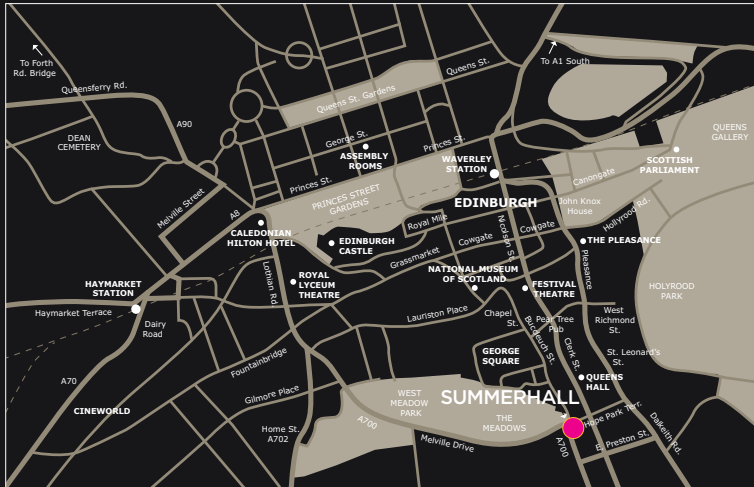 To Forth
Rd. Bridge
Queensferry Rd.
A90
DEAN
CEMETERY
Queens St. Gardens
Queens St.
To A1 South
George St.
ASSEMBLY
ROOMS
Princes St.
Princes St.
WAVERLEY
STATION
QUEENS
GALLERY
SCOTTISH
PARLIAMENT
Canongate
Melville Street
A8
PRINCES STREET
GARDENS
EDINBURGH
John Knox
House
Hollyrood Rd.
CALEDONIAN
HILTON HOTEL
EDINBURGH
CASTLE
Royal Mile
Cowgate
Cowgate
Nicolson St.
THE PLEASANCE
Pleasance
Grassmarket
Lothian Rd.
ROYAL
LYCEUM
THEATRE
NATIONAL MUSEUM
OF SCOTLAND
FESTIVAL
THEATRE
HOLYROOD
PARK
HAYMARKET
STATION
Haymarket Terrace
Dairy
Road
Lauriston Place
Chapel
St.
Pear Tree
Pub
West
Richmond
St.
Buccleuch St.
Clerk St.
St. Leonard's
St.
GEORGE
SQUARE
Fountainbridge
A70
QUEENS
HALL
Gilmore Place
CINEWORLD
WEST
MEADOW
PARK
SUMMERHALL
THE
MEADOWS
Hope Park Terr.
A700
Home St.
A702
Melville Drive
A700
E. Preston St.
Dalkeith Rd.